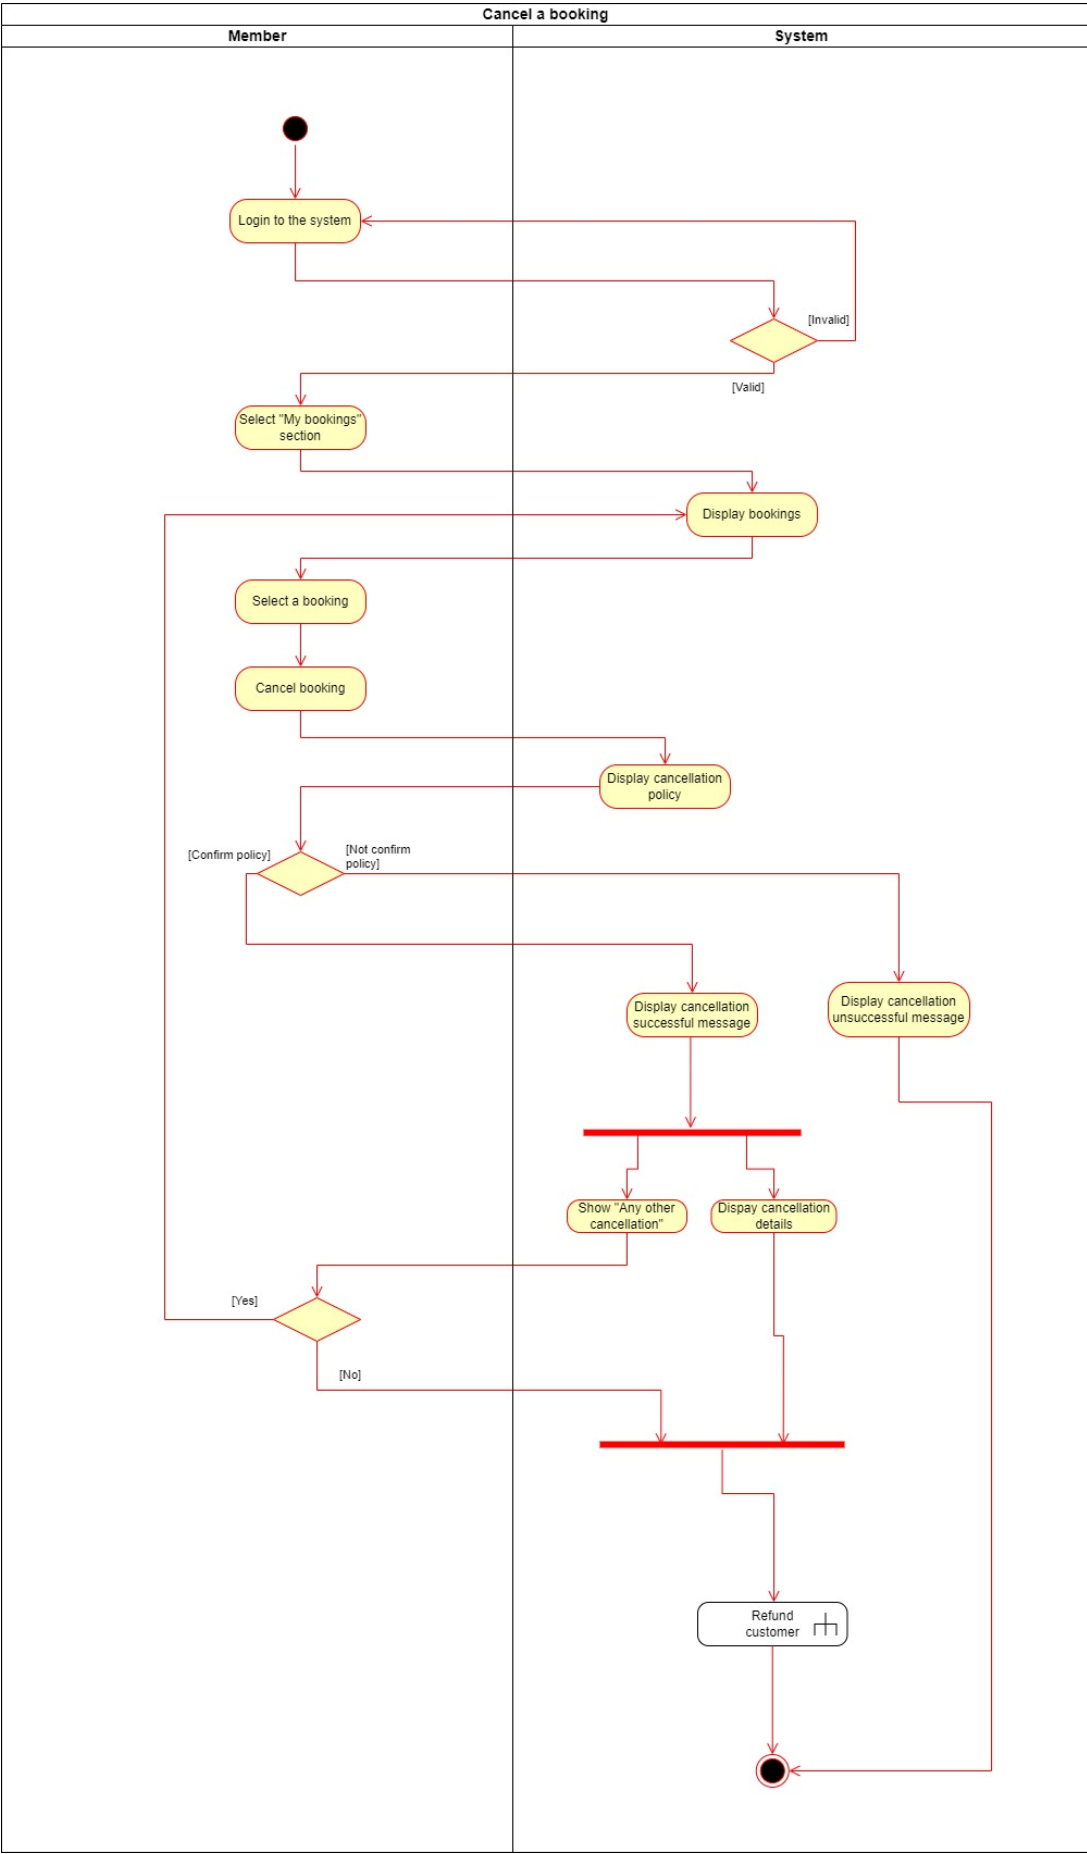 Cancel a booking
Member
System
Login to the system
[Invalid]
[Valid]
Select "My bookings"
section
Display bookings
Select a booking
Cancel booking
Display cancellation
policy
[Confirm policy]
[Not confirm
policy]
Display cancellation
successful message
Display cancellation
unsuccessful message
Show "Any other
cancellation"
Dispay cancellation
details
[Yes]
[No]
Refund
customer